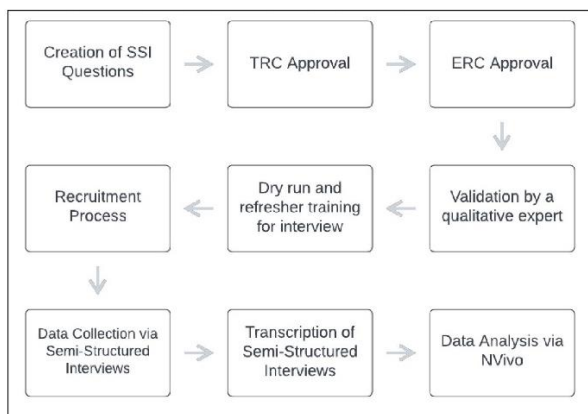 Creation of SSI
Questions
TRC Approval
ERC Approval
Validation by a
qualitative expert
Dry run and
refresher training
for interview
Recruitment
Process
Data Collection via
Semi-Structured
Interviews
Transcription of
Semi-Structured
Interviews
Data Analysis via
NVivo